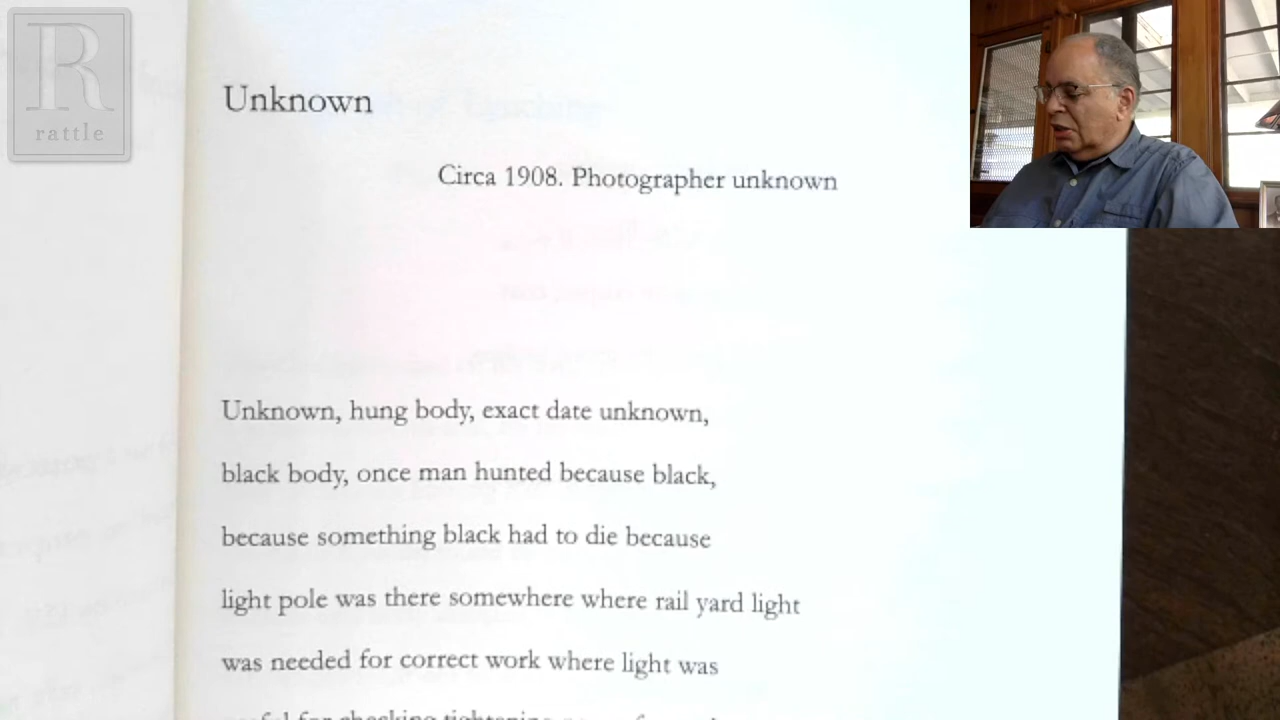 R
rattle
Unknown
Circa 1908. Photographer unknown
Unknown, hung body, exact date unknown,
black body, once man hunted because black,
because something black had to die because
light pole was there somewhere where rail yard light
was needed for correct work where light was